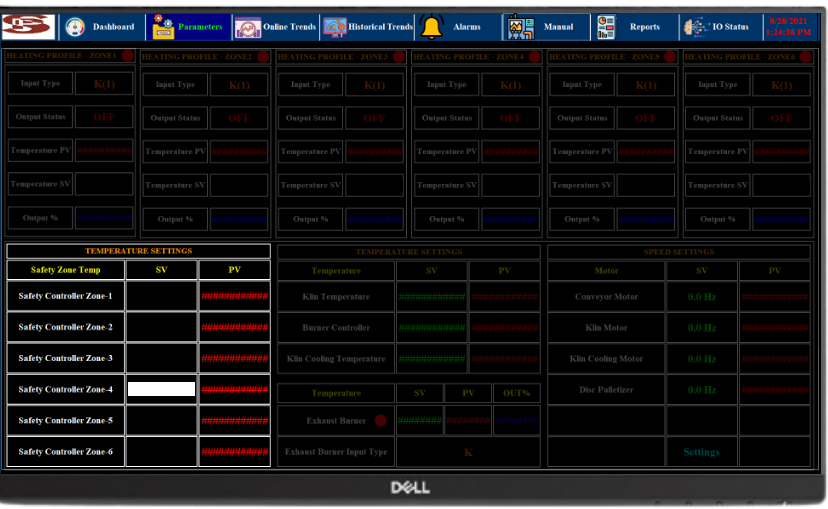 S Dashboard Parameters Online Trends Historical Trends Alarms Manual Reports IO Status 8/28/2021
1:24:38 PM
HEATING PROFILE ZONE1 HEATING PROFILE ZONE2 HEATING PROFILE ZONE3 HEATING PROFILE ZONE4 HEATING PROFILE ZONE5 HEATING PROFILE ZONE6
Input Type K(1) Input Type K(1) Input Type K(1) Input Type K(1) Input Type K(1) Input Type K(1)
Output Status OFF Output Status OFF Output Status OFF Output Status OFF Output Status OFF Output Status OFF
Temperature PV ########### Temperature PV ########### Temperature PV ########### Temperature PV ########### Temperature PV ########### Temperature PV ###########
Temperature SV Temperature SV Temperature SV Temperature SV Temperature SV Temperature SV
Output % ########### Output % ########### Output % ########### Output % ########### Output % ########### Output % ###########
TEMPERATURE SETTINGS TEMPERATURE SETTINGS SPEED SETTINGS
Safety Zone Temp SV PV Temperature SV PV Motor SV PV
Safety Controller Zone-1 ############ Klin Temperature ############ ############ Conveyor Motor 0.0 Hz ############
Safety Controller Zone-2 ############ Burner Controller ############ ############ Klin Motor 0.0 Hz ############
Safety Controller Zone-3 ############ Klin Cooling Temperature ############ ############ Klin Cooling Motor 0.0 Hz ############
Safety Controller Zone-4 ############ Temperature SV PV OUT% Disc Palletizer 0.0 Hz ############
Safety Controller Zone-5 ############ Exhaust Burner ######## ######## ########
Safety Controller Zone-6 ############ Exhaust Burner Input Type K Settings
DELL